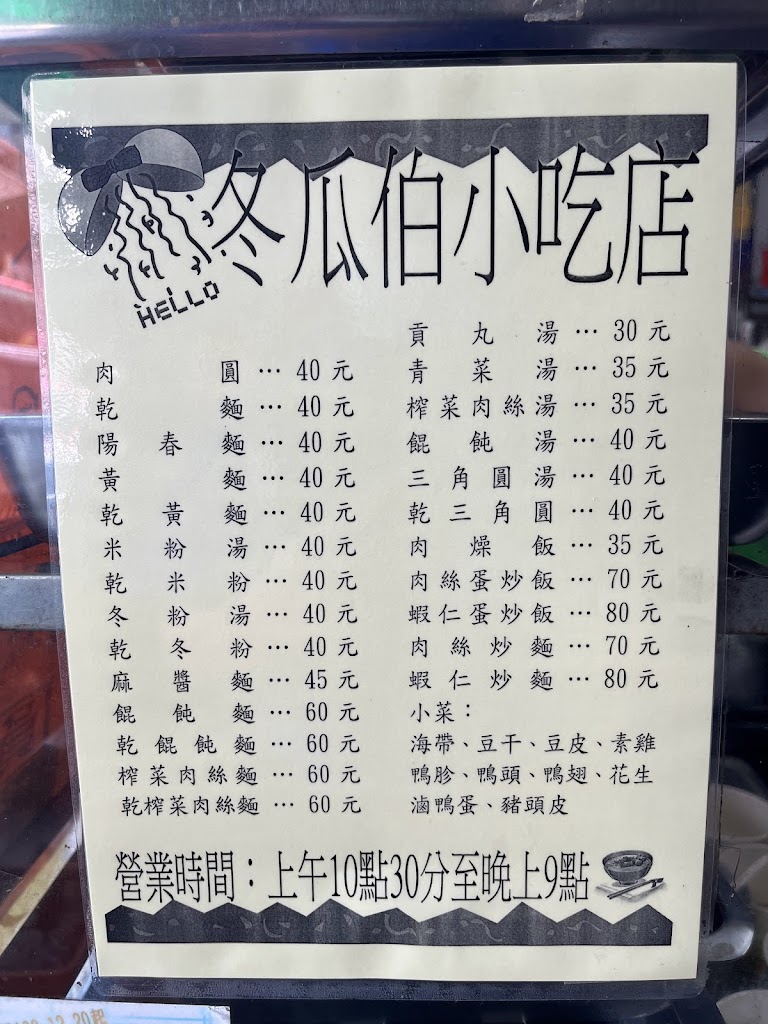 冬瓜伯小吃店
HELLO
肉圓 … 40 元
乾麵 … 40 元
陽春麵 … 40 元
黃麵 … 40 元
乾黃麵 … 40 元
米粉湯 … 40 元
乾米粉 … 40 元
冬粉湯 … 40 元
乾冬粉 … 40 元
麻醬麵 … 45 元
餛飩麵 … 60 元
乾餛飩麵 … 60 元
榨菜肉絲麵 … 60 元
乾榨菜肉絲麵 … 60 元
貢丸湯 … 30 元
青菜湯 … 35 元
榨菜肉絲湯 … 35 元
餛飩湯 … 40 元
三角圓湯 … 40 元
乾三角圓 … 40 元
肉燥飯 … 35 元
肉絲蛋炒飯 … 70 元
蝦仁蛋炒飯 … 80 元
肉絲炒麵 … 70 元
蝦仁炒麵 … 80 元
小菜：
海帶、豆干、豆皮、素雞
鴨胗、鴨頭、鴨翅、花生
滷鴨蛋、豬頭皮
營業時間：上午10點30分至晚上9點